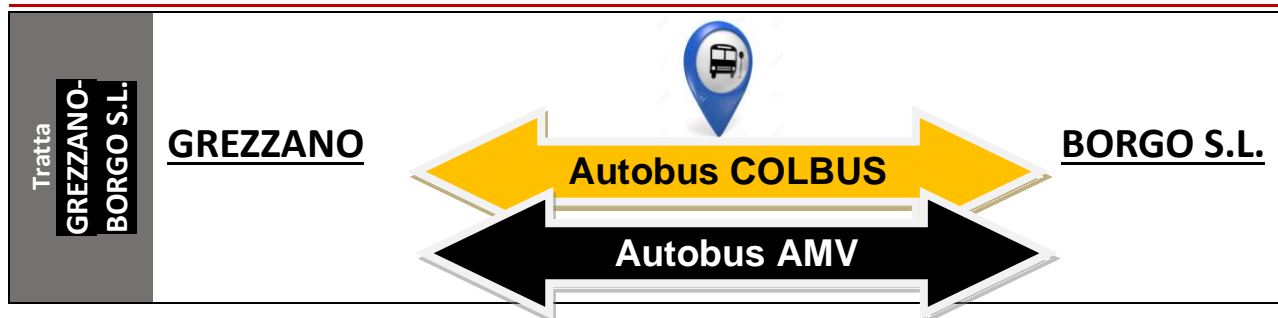 Tratta
GREZZANO-
BORGO S.L.
GREZZANO
Autobus COLBUS
Autobus AMV
BORGO S.L.